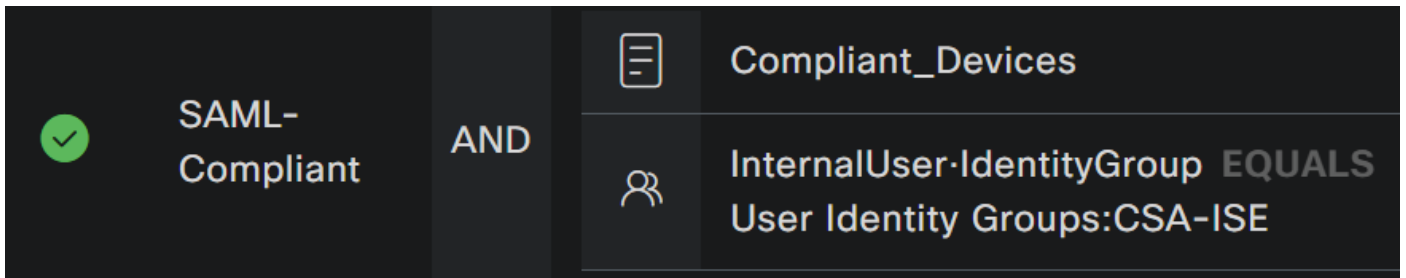 SAML-
Compliant
AND
Compliant_Devices
InternalUser·IdentityGroup EQUALS
User Identity Groups:CSA-ISE